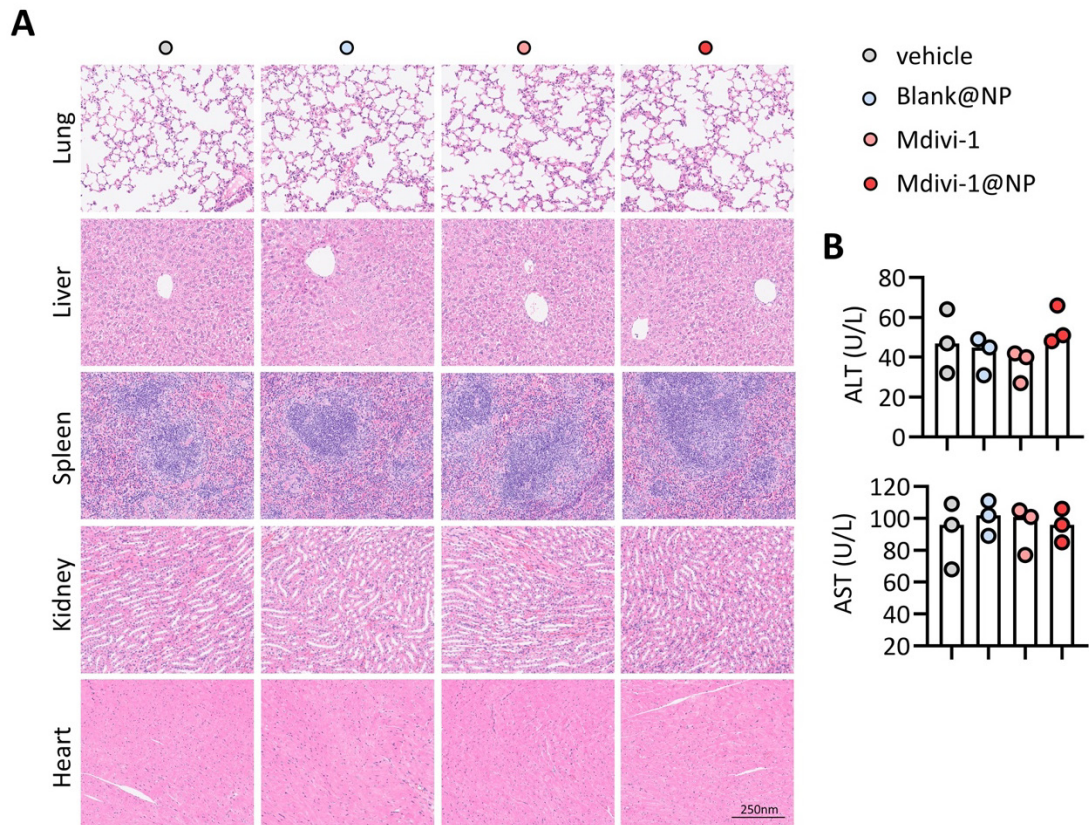 A
Lung
Liver
Spleen
Kidney
Heart
250nm
vehicle
Blank@NP
Mdivi-1
Mdivi-1@NP
B
ALT (U/L)
80
60
40
20
0
AST (U/L)
120
100
80
60
40
20